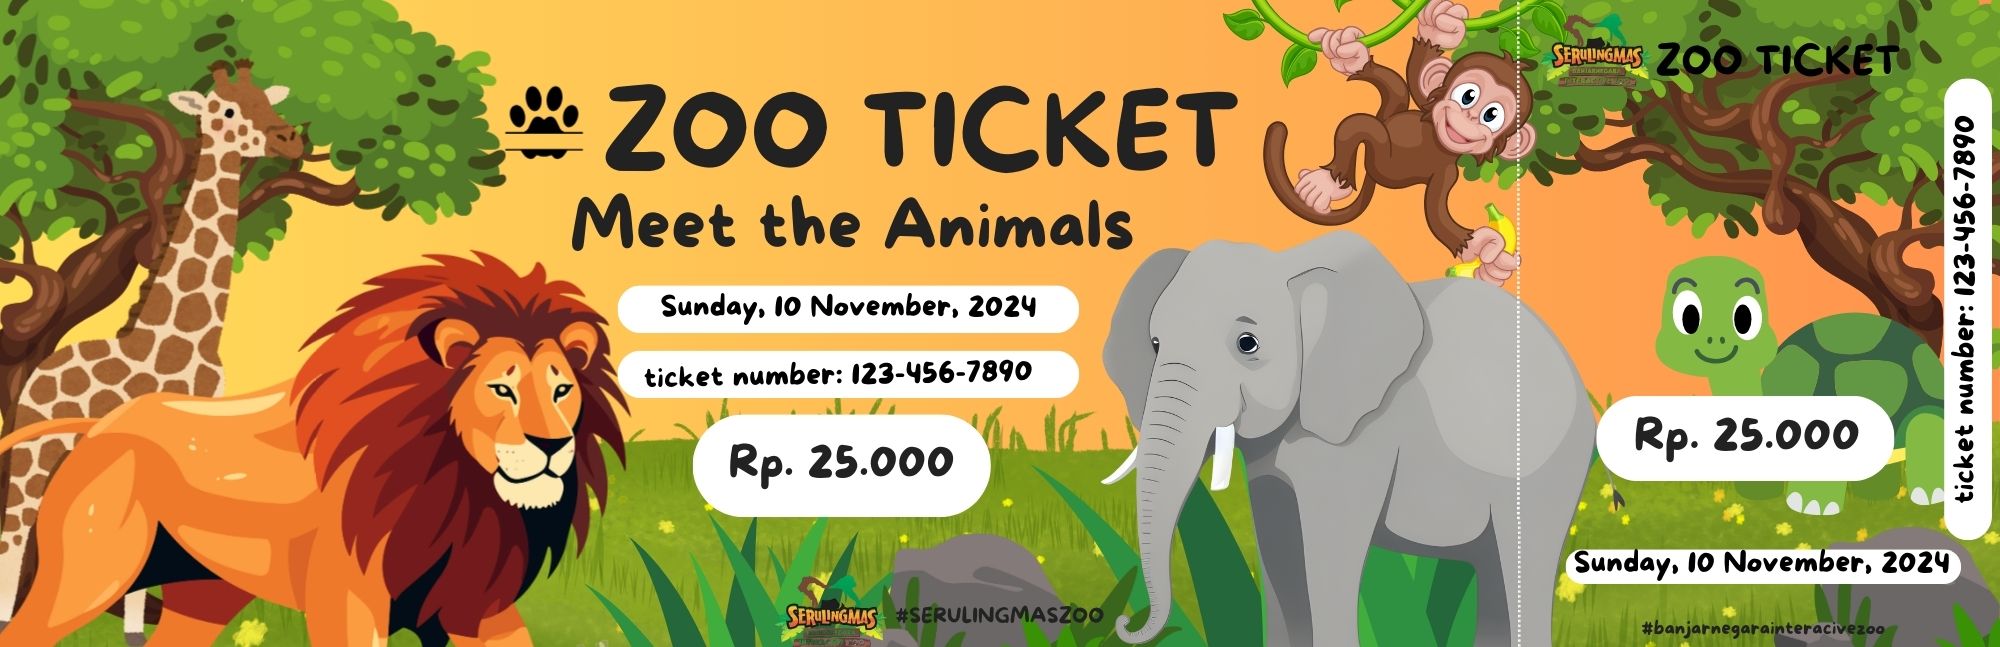 ZOO TICKET
Meet the Animals
Sunday, 10 November, 2024
ticket number: 123-456-7890
Rp. 25.000
SERULINGMAS
#SERULINGMASZOO
SERULINGMAS
BANJARNEGARA
ZOO TICKET
ticket number: 123-456-7890
Rp. 25.000
Sunday, 10 November, 2024
#banjarnegarainteracivezoo